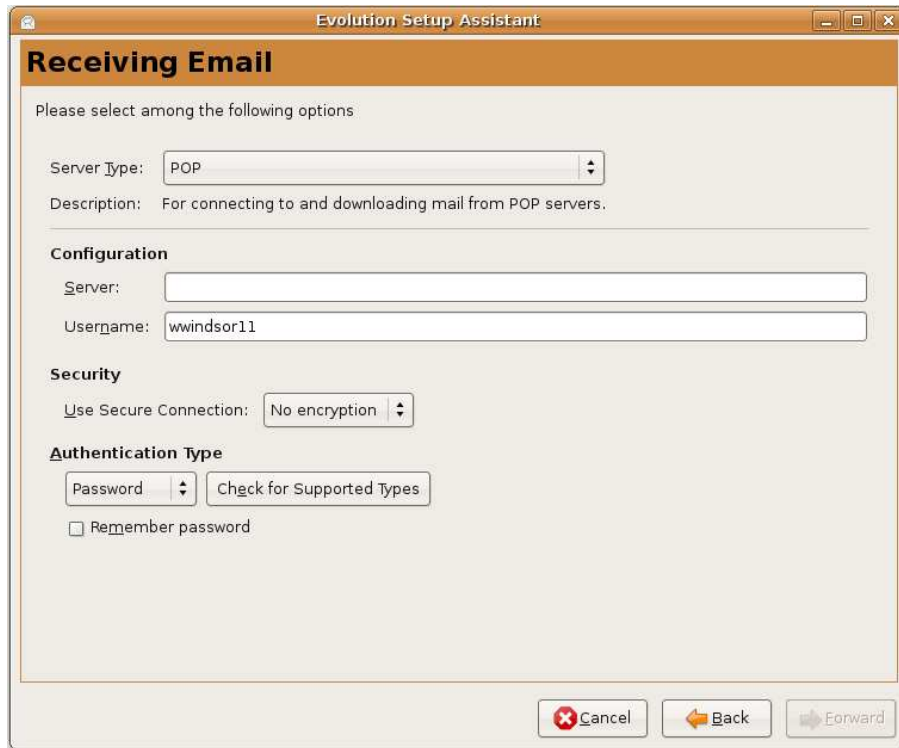 Evolution Setup Assistant
Receiving Email
Please select among the following options
Server Type: POP
Description: For connecting to and downloading mail from POP servers.
Configuration
Server:
Username: wwindsor11
Security
Use Secure Connection: No encryption
Authentication Type
Password Check for Supported Types
Remember password
Cancel Back Forward